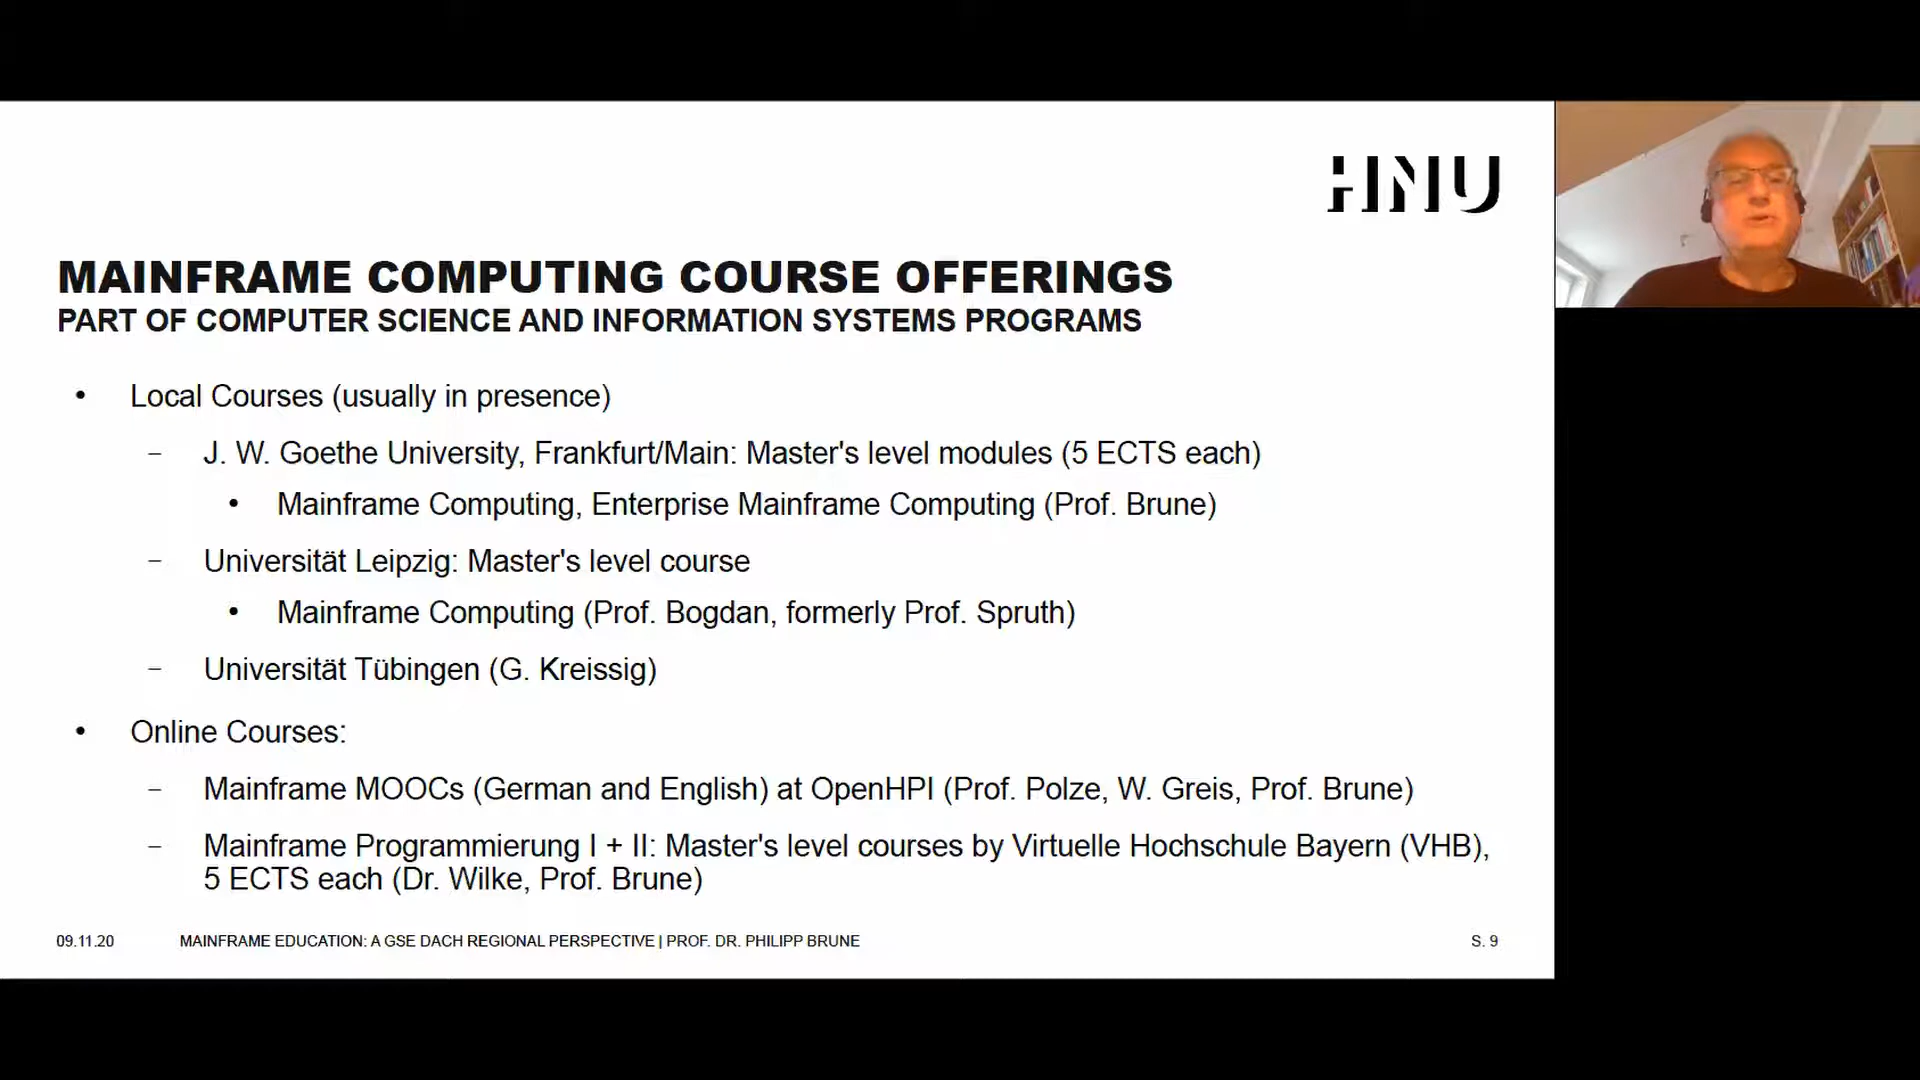 HNU
MAINFRAME COMPUTING COURSE OFFERINGS
PART OF COMPUTER SCIENCE AND INFORMATION SYSTEMS PROGRAMS
• Local Courses (usually in presence)
– J. W. Goethe University, Frankfurt/Main: Master's level modules (5 ECTS each)
• Mainframe Computing, Enterprise Mainframe Computing (Prof. Brune)
– Universität Leipzig: Master's level course
• Mainframe Computing (Prof. Bogdan, formerly Prof. Spruth)
– Universität Tübingen (G. Kreissig)
• Online Courses:
– Mainframe MOOCs (German and English) at OpenHPI (Prof. Polze, W. Greis, Prof. Brune)
– Mainframe Programmierung I + II: Master's level courses by Virtuelle Hochschule Bayern (VHB),
5 ECTS each (Dr. Wilke, Prof. Brune)
09.11.20 MAINFRAME EDUCATION: A GSE DACH REGIONAL PERSPECTIVE | PROF. DR. PHILIPP BRUNE S. 9